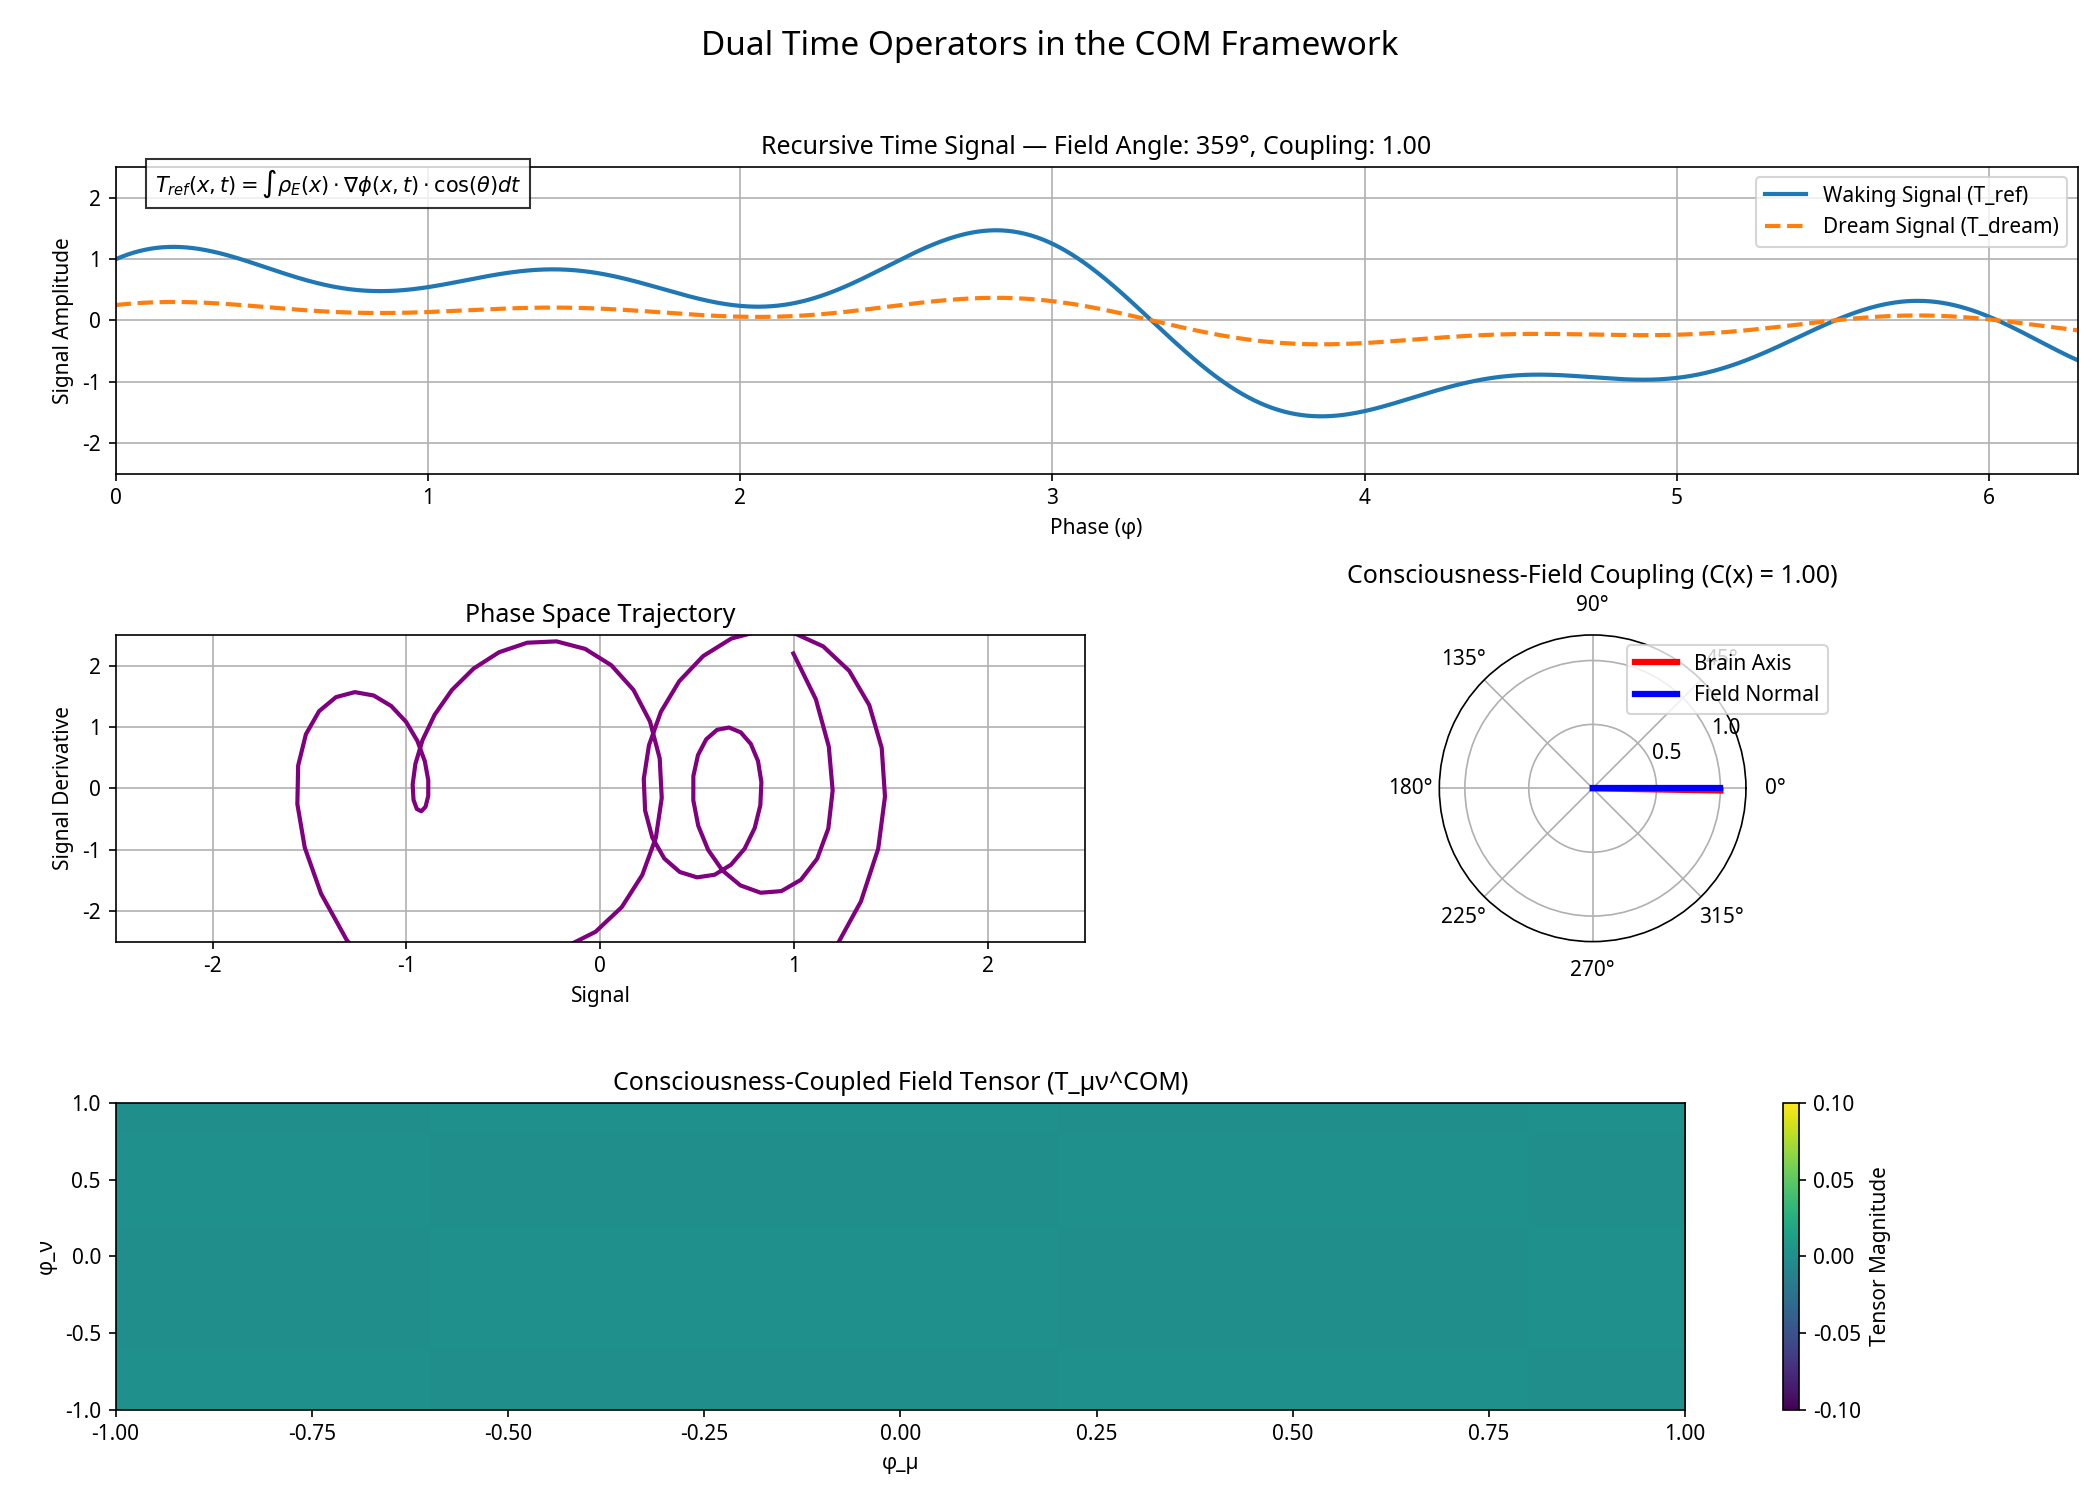 Dual Time Operators in the COM Framework
Recursive Time Signal — Field Angle: 359°, Coupling: 1.00
T_{ref}(x, t) = ∫ρ_E(x) · ∇ϕ(x, t) · cos(θ)dt
Waking Signal (T_ref)
Dream Signal (T_dream)
Signal Amplitude
2
1
0
-1
-2
0 1 2 3 4 5 6
Phase (φ)
Phase Space Trajectory
Signal Derivative
2
1
0
-1
-2
-2 -1 0 1 2
Signal
Consciousness-Field Coupling (C(x) = 1.00)
90°
135°
45°
Brain Axis
Field Normal
1.0
0.5
180°
0°
225°
315°
270°
Consciousness-Coupled Field Tensor (T_μν^COM)
φ_ν
1.0
0.5
0.0
-0.5
-1.0
-1.00 -0.75 -0.50 -0.25 0.00 0.25 0.50 0.75 1.00
φ_μ
0.10
0.05
0.00
-0.05
-0.10
Tensor Magnitude